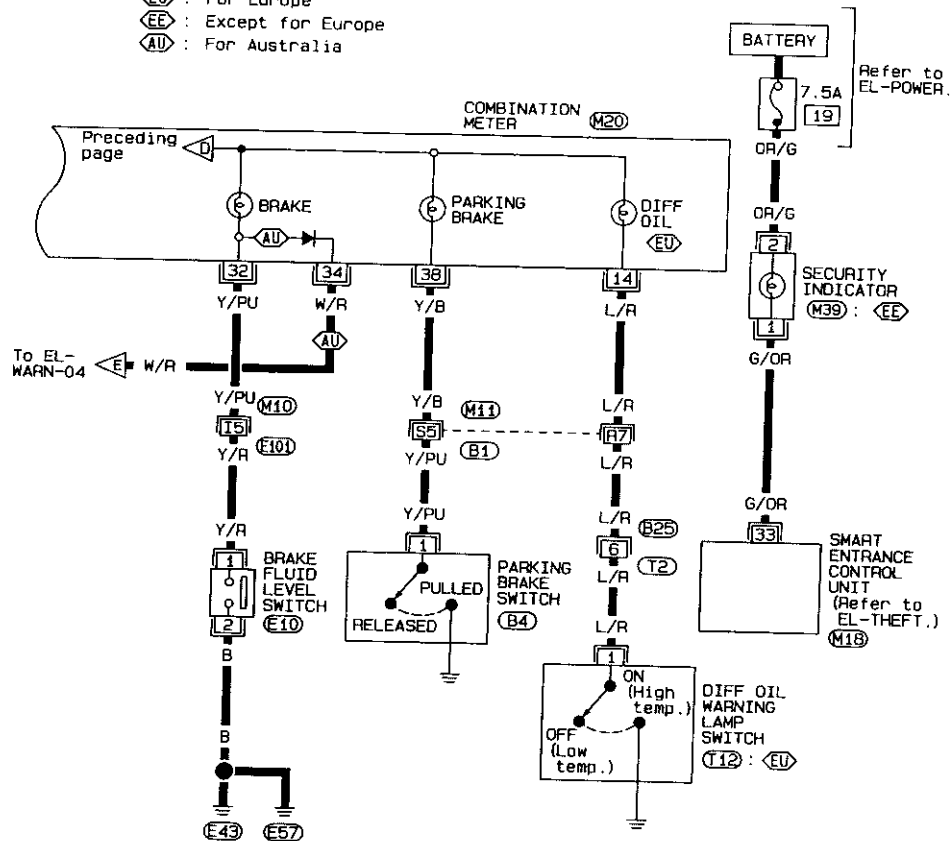 EU : For Europe
EE : Except for Europe
AU : For Australia
BATTERY
Refer to
EL-POWER.
7.5A
19
OR/G
OR/G
2
SECURITY
INDICATOR
M39 : EE
1
G/OR
G/OR
33
SMART
ENTRANCE
CONTROL
UNIT
(Refer to
EL-THEFT.)
M18
COMBINATION
METER M20
Preceding
page
D
BRAKE
PARKING
BRAKE
DIFF
OIL
EU
AU
32
34
38
14
Y/PU
W/R
Y/B
L/R
AU
To EL-
WARN-04
E
W/R
Y/PU
M10
I5
E101
Y/R
Y/R
1
BRAKE
FLUID
LEVEL
SWITCH
E10
2
B
B
E43
E57
Y/B
M11
S5
B1
Y/PU
Y/PU
1
PULLED
RELEASED
PARKING
BRAKE
SWITCH
B4
L/R
R7
L/R
L/R
B25
6
T2
L/R
L/R
1
ON
(High
temp.)
OFF
(Low
temp.)
DIFF OIL
WARNING
LAMP
SWITCH
T12 : EU